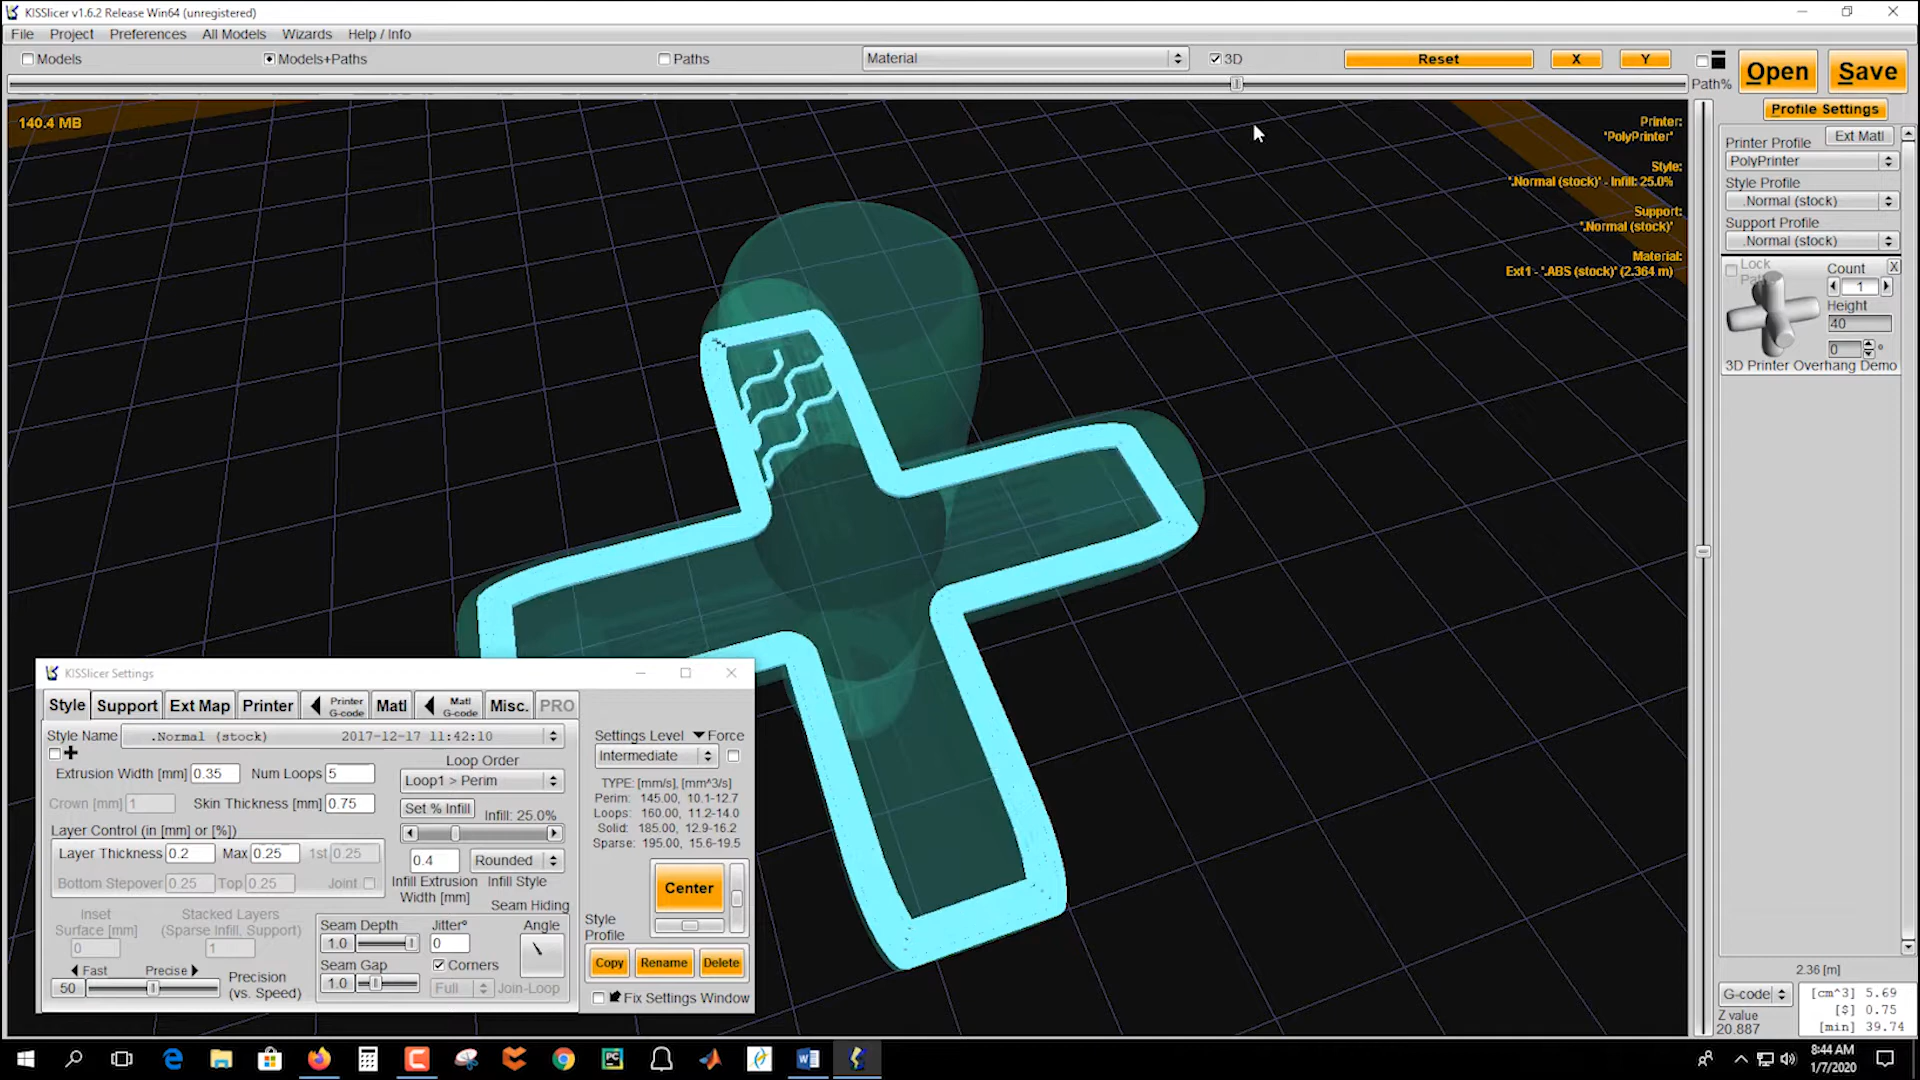 KISSlicer v1.6.2 Release Win64 (unregistered)
File Project Preferences All Models Wizards Help / Info
Models Models+Paths Paths Material 3D Reset X Y Path% Open Save
140.4 MB
Printer:
'PolyPrinter'
Style:
'.Normal (stock)' - Infill: 25.0%
Support:
'.Normal (stock)'
Material:
Ext1 - '.ABS (stock)' (2.364 m)
Profile Settings
Printer Profile Ext Matl
PolyPrinter
Style Profile
.Normal (stock)
Support Profile
.Normal (stock)
Lock Count X
1
Height
40
0 °
3D Printer Overhang Demo
2.36 [m]
G-code
Z value
20.887
[cm^3] 5.69
[$] 0.75
[min] 39.74
KISSlicer Settings
Style Support Ext Map Printer Printer G-code Matl Matl G-code Misc. PRO
Style Name .Normal (stock) 2017-12-17 11:42:10
Extrusion Width [mm] 0.35 Num Loops 5
Crown [mm] 1 Skin Thickness [mm] 0.75
Layer Control (in [mm] or [%])
Layer Thickness 0.2 Max 0.25 1st 0.25
Bottom Stepover 0.25 Top 0.25 Joint
Inset
Surface [mm]
0
Stacked Layers
(Sparse Infill, Support)
1
Fast Precise
50
Precision
(vs. Speed)
Loop Order
Loop1 > Perim
Set % Infill Infill: 25.0%
0.4 Rounded
Infill Extrusion
Width [mm]
Infill Style
Seam Hiding
Seam Depth Jitter° Angle
1.0 0
Seam Gap Corners
1.0 Full Join-Loop
Settings Level Force
Intermediate
TYPE: [mm/s], [mm^3/s]
Perim: 145.00, 10.1-12.7
Loops: 160.00, 11.2-14.0
Solid: 185.00, 12.9-16.2
Sparse: 195.00, 15.6-19.5
Center
Style
Profile
Copy Rename Delete
Fix Settings Window
8:44 AM
1/7/2020